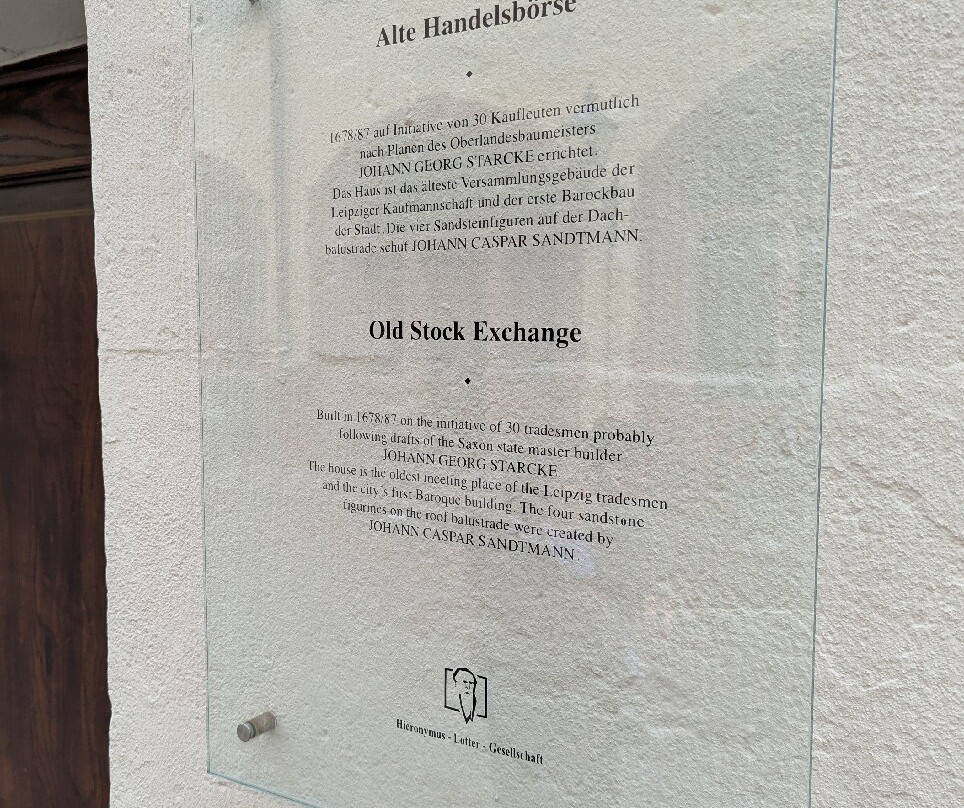 Alte Handelsbörse
1678/87 auf Initiative von 30 Kaufleuten vermutlich
nach Plänen des Oberlandesbaumeisters
JOHANN GEORG STARCKE errichtet.
Das Haus ist das älteste Versammlungsgebäude der
Leipziger Kaufmannschaft und der erste Barockbau
der Stadt. Die vier Sandsteinfiguren auf der Dach-
balustrade schuf JOHANN CASPAR SANDTMANN.
Old Stock Exchange
Built in 1678/87 on the initiative of 30 tradesmen probably
following drafts of the Saxon state master builder
JOHANN GEORG STARCKE.
The house is the oldest meeting place of the Leipzig tradesmen
and the city's first Baroque building. The four sandstone
figurines on the roof balustrade were created by
JOHANN CASPAR SANDTMANN.
Hieronymus - Lotter - Gesellschaft